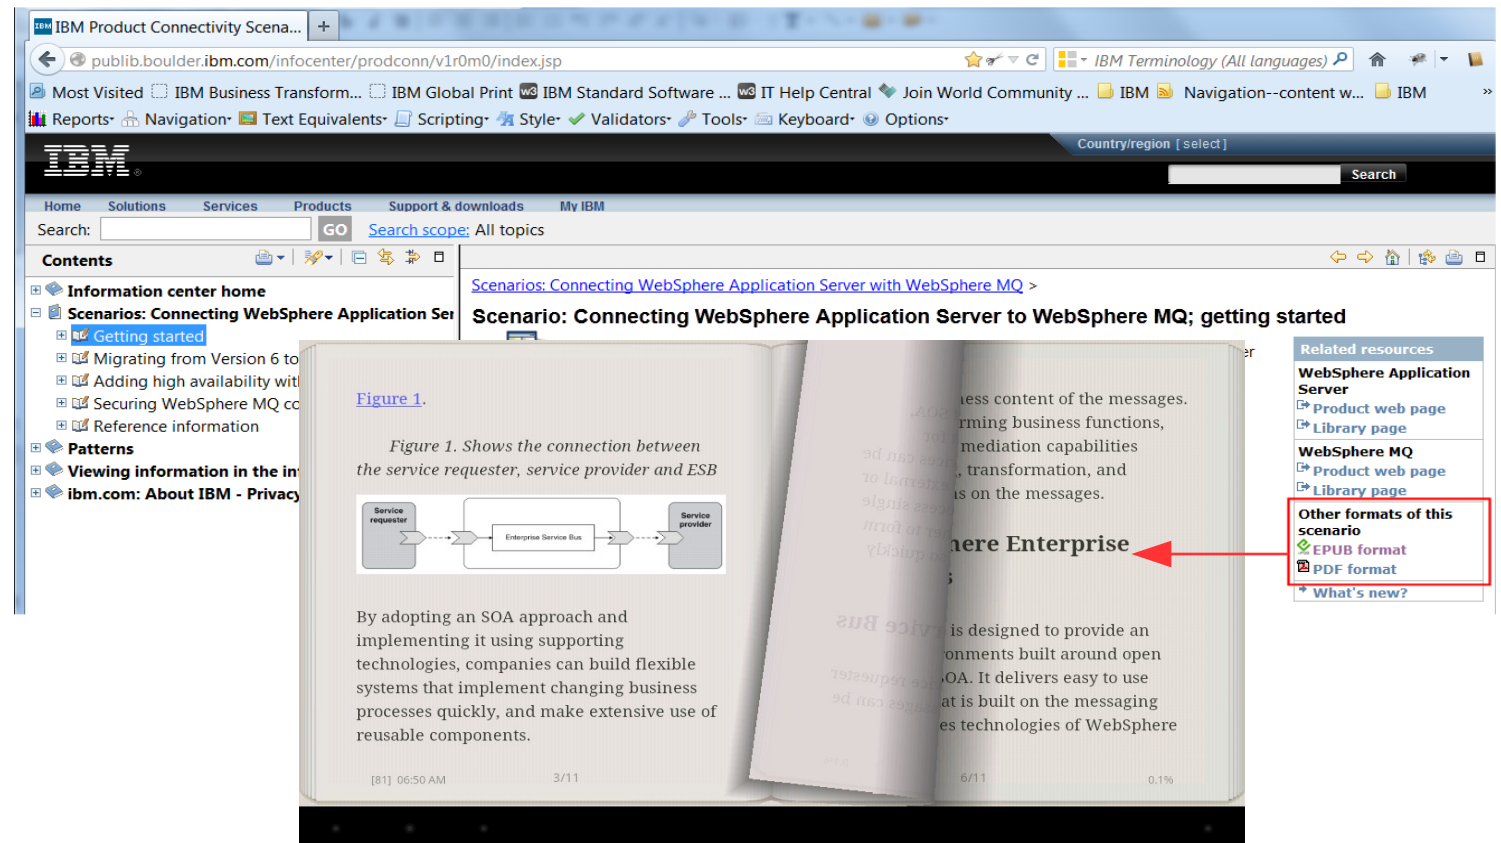 IBM Product Connectivity Scena... +
publib.boulder.ibm.com/infocenter/prodconn/v1r0m0/index.jsp
IBM Terminology (All languages)
Most Visited IBM Business Transform... IBM Global Print w3 IBM Standard Software ... w3 IT Help Central Join World Community ... IBM Navigation--content w... IBM »
Reports Navigation Text Equivalents Scripting Style Validators Tools Keyboard Options
Country/region [ select ]
IBM®
Search
Home Solutions Services Products Support & downloads My IBM
Search: GO Search scope: All topics
Contents
Scenarios: Connecting WebSphere Application Server with WebSphere MQ >
Information center home
Scenarios: Connecting WebSphere Application Ser
Scenario: Connecting WebSphere Application Server to WebSphere MQ; getting started
Getting started
Migrating from Version 6 to
Adding high availability wit
Securing WebSphere MQ co
Reference information
Patterns
Viewing information in the in
ibm.com: About IBM - Privacy
er
Related resources
WebSphere Application
Server
Product web page
Library page
WebSphere MQ
Product web page
Library page
Other formats of this
scenario
EPUB format
PDF format
What's new?
Figure 1.
Figure 1. Shows the connection between
the service requester, service provider and ESB
Service
requester
Enterprise Service Bus
Service
provider
By adopting an SOA approach and
implementing it using supporting
technologies, companies can build flexible
systems that implement changing business
processes quickly, and make extensive use of
reusable components.
[81] 06:50 AM 3/11
ness content of the messages.
rming business functions,
mediation capabilities
, transformation, and
s on the messages.
here Enterprise
s
is designed to provide an
onments built around open
SOA. It delivers easy to use
at is built on the messaging
es technologies of WebSphere
6/11 0.1%